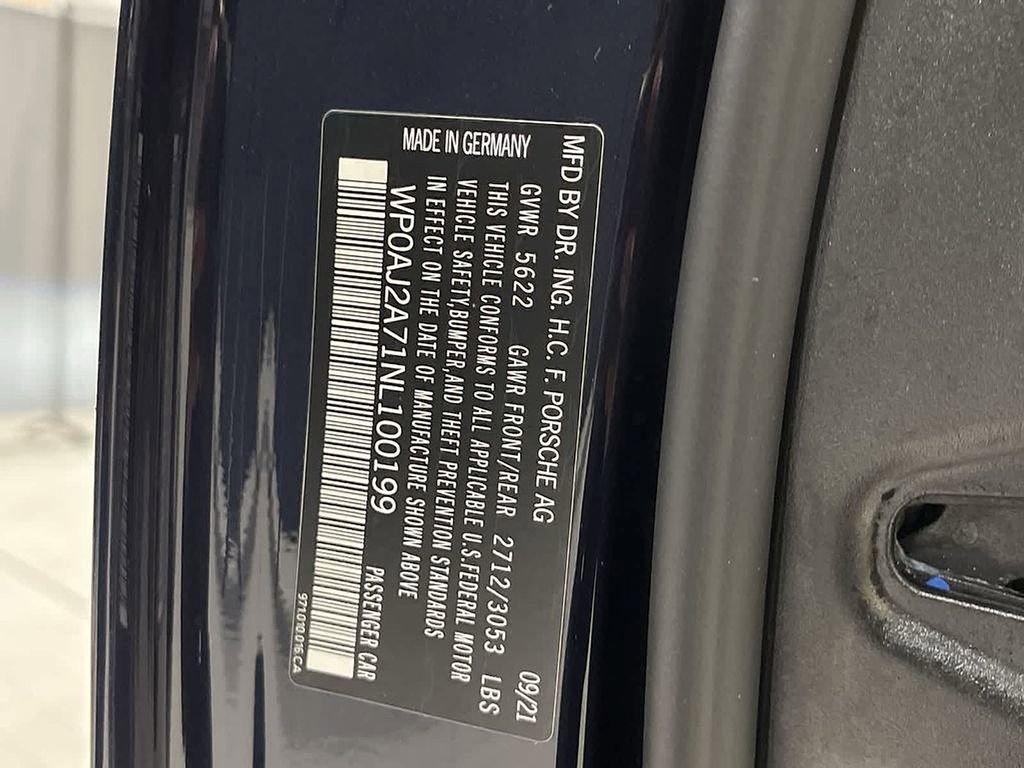 MFD BY DR. ING. H.C. F. PORSCHE AG 09/21
GVWR 5622 GAWR FRONT/REAR 2712/3053 LBS
THIS VEHICLE CONFORMS TO ALL APPLICABLE U.S.FEDERAL MOTOR
VEHICLE SAFETY,BUMPER,AND THEFT PREVENTION STANDARDS
IN EFFECT ON THE DATE OF MANUFACTURE SHOWN ABOVE
MADE IN GERMANY
WP0AJ2A71NL100199
PASSENGER CAR
971.010.016.CA